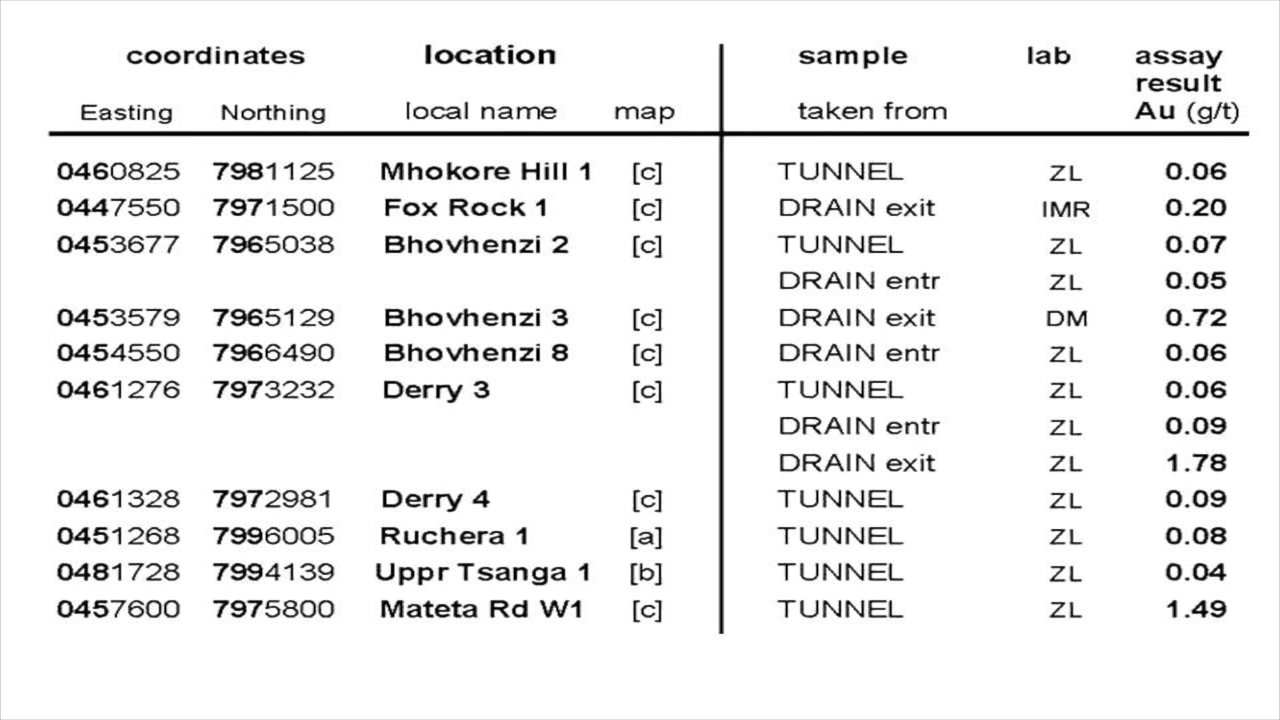 coordinates location sample lab assay
result
Easting Northing local name map taken from Au (g/t)
0460825 7981125 Mhokore Hill 1 [c] TUNNEL ZL 0.06
0447550 7971500 Fox Rock 1 [c] DRAIN exit IMR 0.20
0453677 7965038 Bhovhenzi 2 [c] TUNNEL ZL 0.07
DRAIN entr ZL 0.05
0453579 7965129 Bhovhenzi 3 [c] DRAIN exit DM 0.72
0454550 7966490 Bhovhenzi 8 [c] DRAIN entr ZL 0.06
0461276 7973232 Derry 3 [c] TUNNEL ZL 0.06
DRAIN entr ZL 0.09
DRAIN exit ZL 1.78
0461328 7972981 Derry 4 [c] TUNNEL ZL 0.09
0451268 7996005 Ruchera 1 [a] TUNNEL ZL 0.08
0481728 7994139 Uppr Tsanga 1 [b] TUNNEL ZL 0.04
0457600 7975800 Mateta Rd W1 [c] TUNNEL ZL 1.49